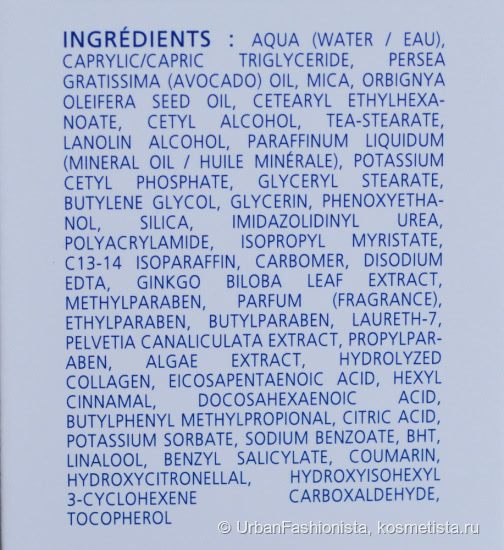 INGRÉDIENTS : AQUA (WATER / EAU),
CAPRYLIC/CAPRIC TRIGLYCERIDE, PERSEA
GRATISSIMA (AVOCADO) OIL, MICA, ORBIGNYA
OLEIFERA SEED OIL, CETEARYL ETHYLHEXA-
NOATE, CETYL ALCOHOL, TEA-STEARATE,
LANOLIN ALCOHOL, PARAFFINUM LIQUIDUM
(MINERAL OIL / HUILE MINÉRALE), POTASSIUM
CETYL PHOSPHATE, GLYCERYL STEARATE,
BUTYLENE GLYCOL, GLYCERIN, PHENOXYETHA-
NOL, SILICA, IMIDAZOLIDINYL UREA,
POLYACRYLAMIDE, ISOPROPYL MYRISTATE,
C13-14 ISOPARAFFIN, CARBOMER, DISODIUM
EDTA, GINKGO BILOBA LEAF EXTRACT,
METHYLPARABEN, PARFUM (FRAGRANCE),
ETHYLPARABEN, BUTYLPARABEN, LAURETH-7,
PELVETIA CANALICULATA EXTRACT, PROPYLPAR-
ABEN, ALGAE EXTRACT, HYDROLYZED
COLLAGEN, EICOSAPENTAENOIC ACID, HEXYL
CINNAMAL, DOCOSAHEXAENOIC ACID,
BUTYLPHENYL METHYLPROPIONAL, CITRIC ACID,
POTASSIUM SORBATE, SODIUM BENZOATE, BHT,
LINALOOL, BENZYL SALICYLATE, COUMARIN,
HYDROXYCITRONELLAL, HYDROXYISOHEXYL
3-CYCLOHEXENE CARBOXALDEHYDE,
TOCOPHEROL
© UrbanFashionista, kosmetista.ru